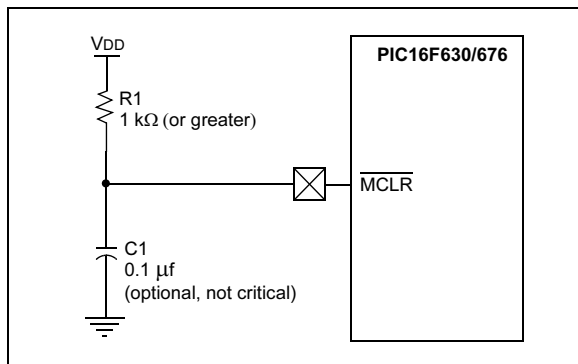 VDD
PIC16F630/676
R1
1 kΩ (or greater)
MCLR
C1
0.1 μf
(optional, not critical)